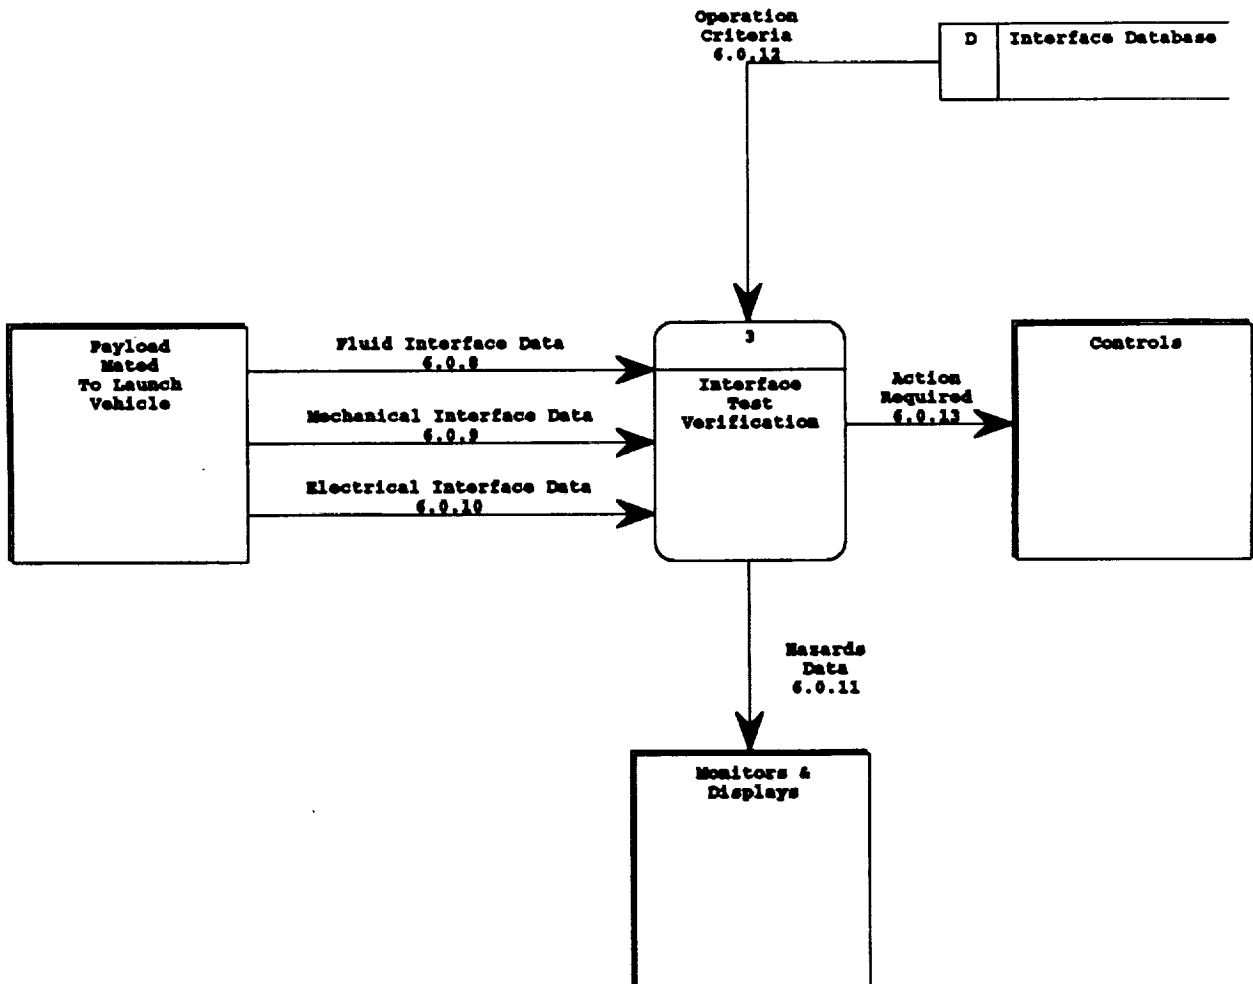 Operation
Criteria
6.0.12
D Interface Database
Payload
Mated
To Launch
Vehicle
Fluid Interface Data
6.0.8
Mechanical Interface Data
6.0.9
Electrical Interface Data
6.0.10
3
Interface
Test
Verification
Action
Required
6.0.13
Controls
Hazards
Data
6.0.11
Monitors &
Displays